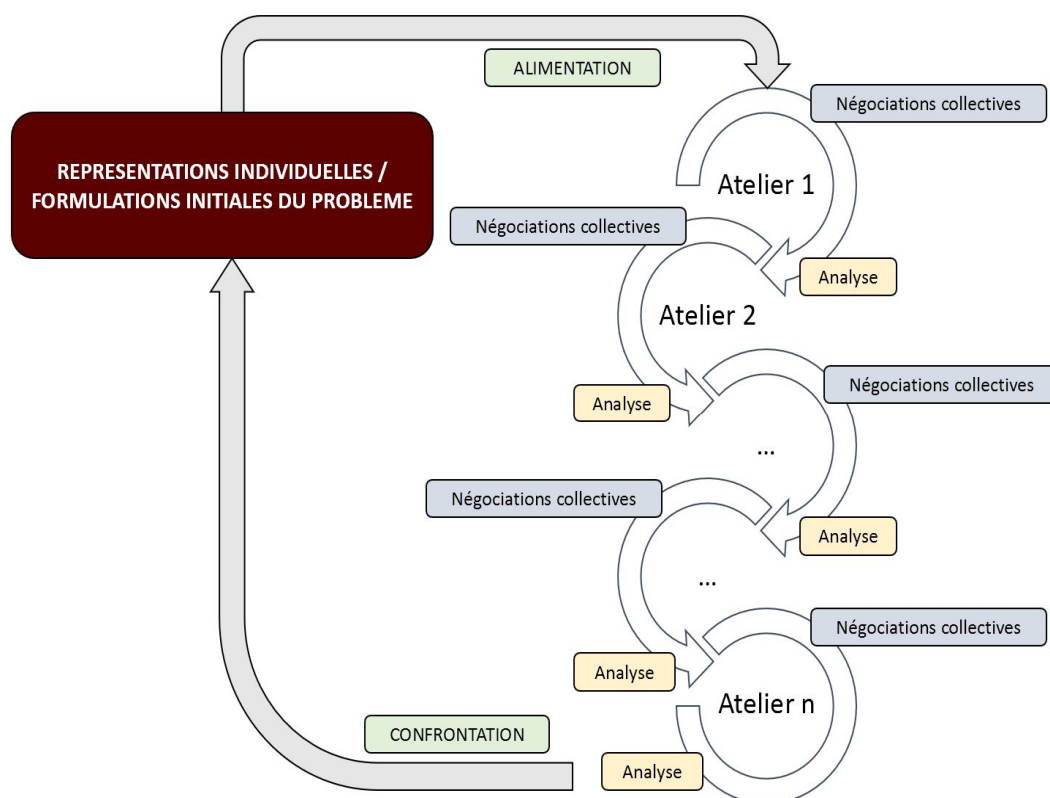 ALIMENTATION
Négociations collectives
REPRESENTATIONS INDIVIDUELLES /
FORMULATIONS INITIALES DU PROBLEME
Atelier 1
Négociations collectives
Analyse
Atelier 2
Négociations collectives
Analyse
...
Négociations collectives
Analyse
...
Négociations collectives
Analyse
Atelier n
CONFRONTATION
Analyse